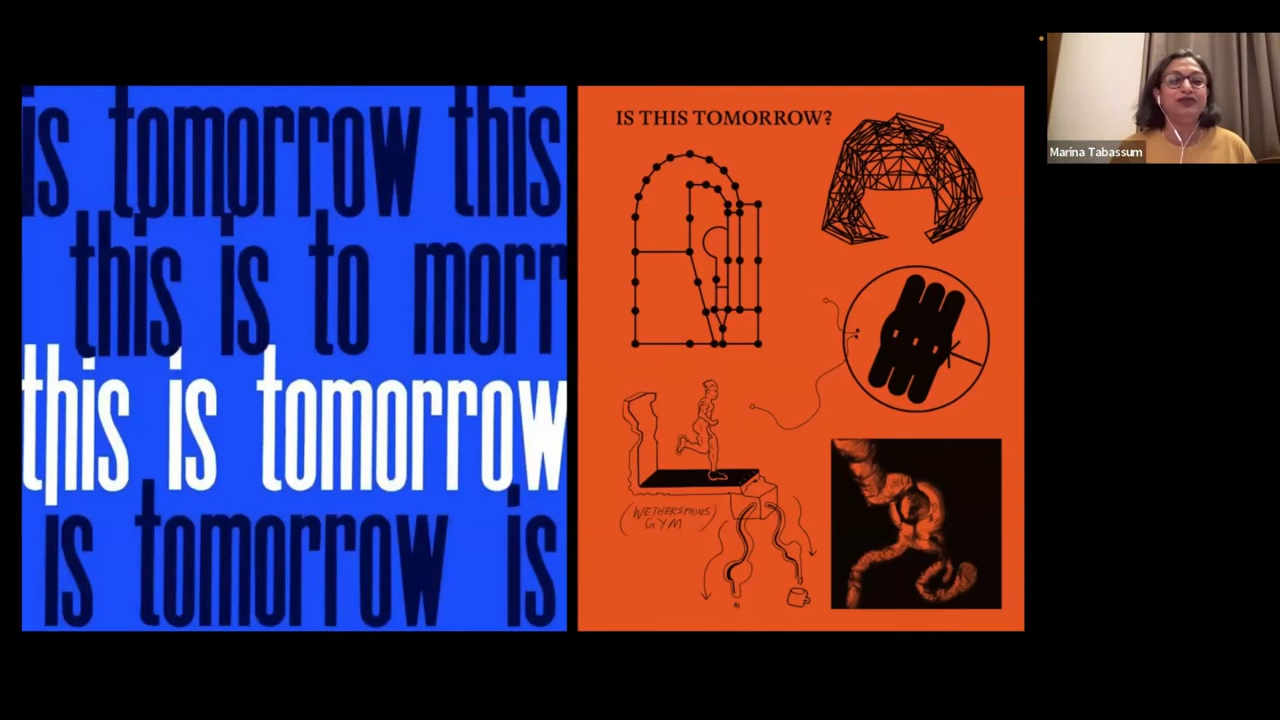 is tomorrow this
this is to morr
this is tomorrow
is tomorrow is
IS THIS TOMORROW?
(WETHERSPOONS)
GYM
Marina Tabassum